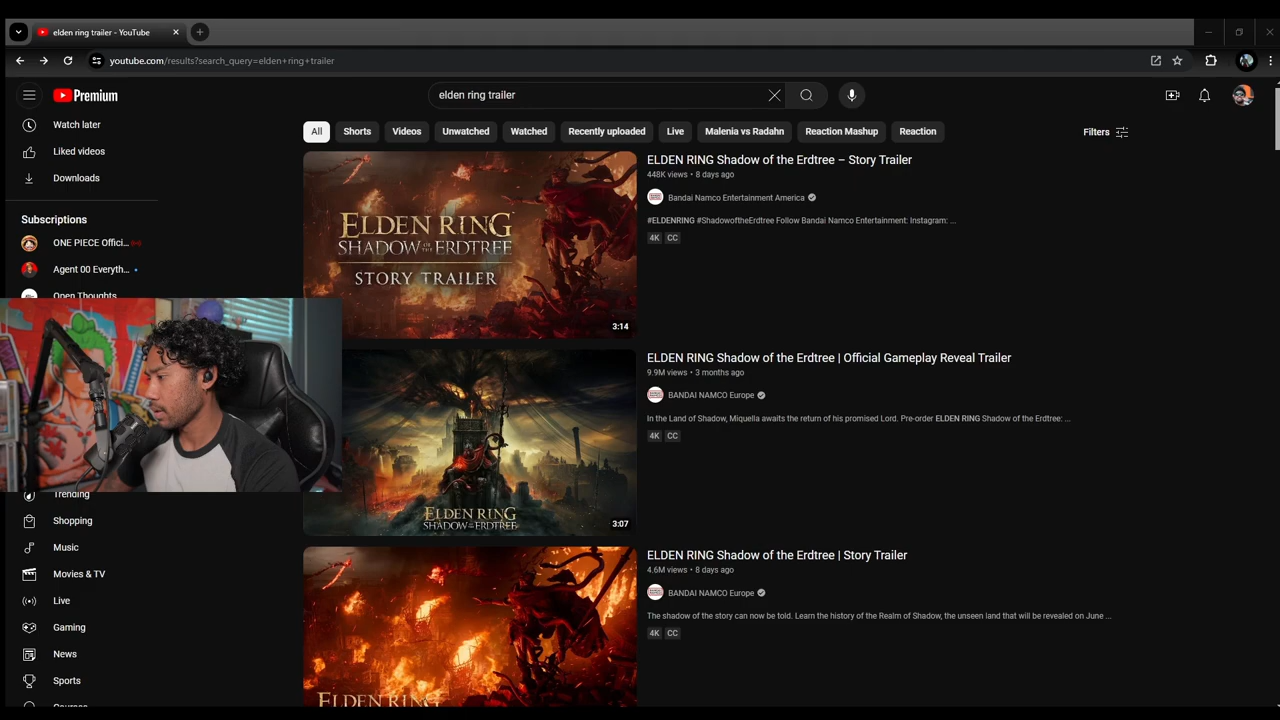 elden ring trailer - YouTube
youtube.com/results?search_query=elden+ring+trailer
Premium
elden ring trailer
Watch later
Liked videos
Downloads
Subscriptions
ONE PIECE Offici...
Agent 00 Everyth...
Open Thoughts
Trending
Shopping
Music
Movies & TV
Live
Gaming
News
Sports
Courses
All
Shorts
Videos
Unwatched
Watched
Recently uploaded
Live
Malenia vs Radahn
Reaction Mashup
Reaction
Filters
ELDEN RING
SHADOW OF THE ERDTREE
STORY TRAILER
3:14
ELDEN RING Shadow of the Erdtree – Story Trailer
448K views • 8 days ago
Bandai Namco Entertainment America
#ELDENRING #ShadowoftheErdtree Follow Bandai Namco Entertainment: Instagram: ...
4K CC
ELDEN RING
SHADOW OF THE ERDTREE
3:07
ELDEN RING Shadow of the Erdtree | Official Gameplay Reveal Trailer
9.9M views • 3 months ago
BANDAI NAMCO Europe
In the Land of Shadow, Miquella awaits the return of his promised Lord. Pre-order ELDEN RING Shadow of the Erdtree: ...
4K CC
ELDEN RING
ELDEN RING Shadow of the Erdtree | Story Trailer
4.6M views • 8 days ago
BANDAI NAMCO Europe
The shadow of the story can now be told. Learn the history of the Realm of Shadow, the unseen land that will be revealed on June ...
4K CC